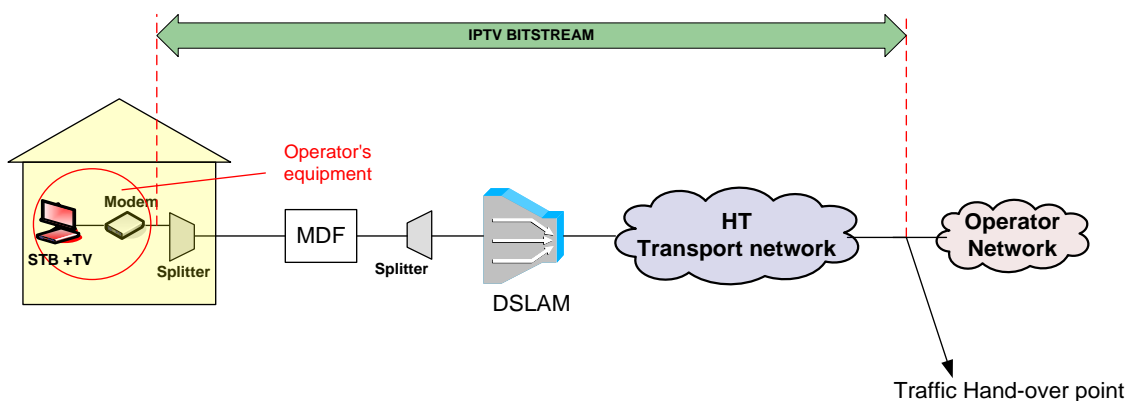 IPTV BITSTREAM
Operator's
equipment
Modem
STB +TV
Splitter
MDF
Splitter
DSLAM
HT
Transport network
Operator
Network
Traffic Hand-over point